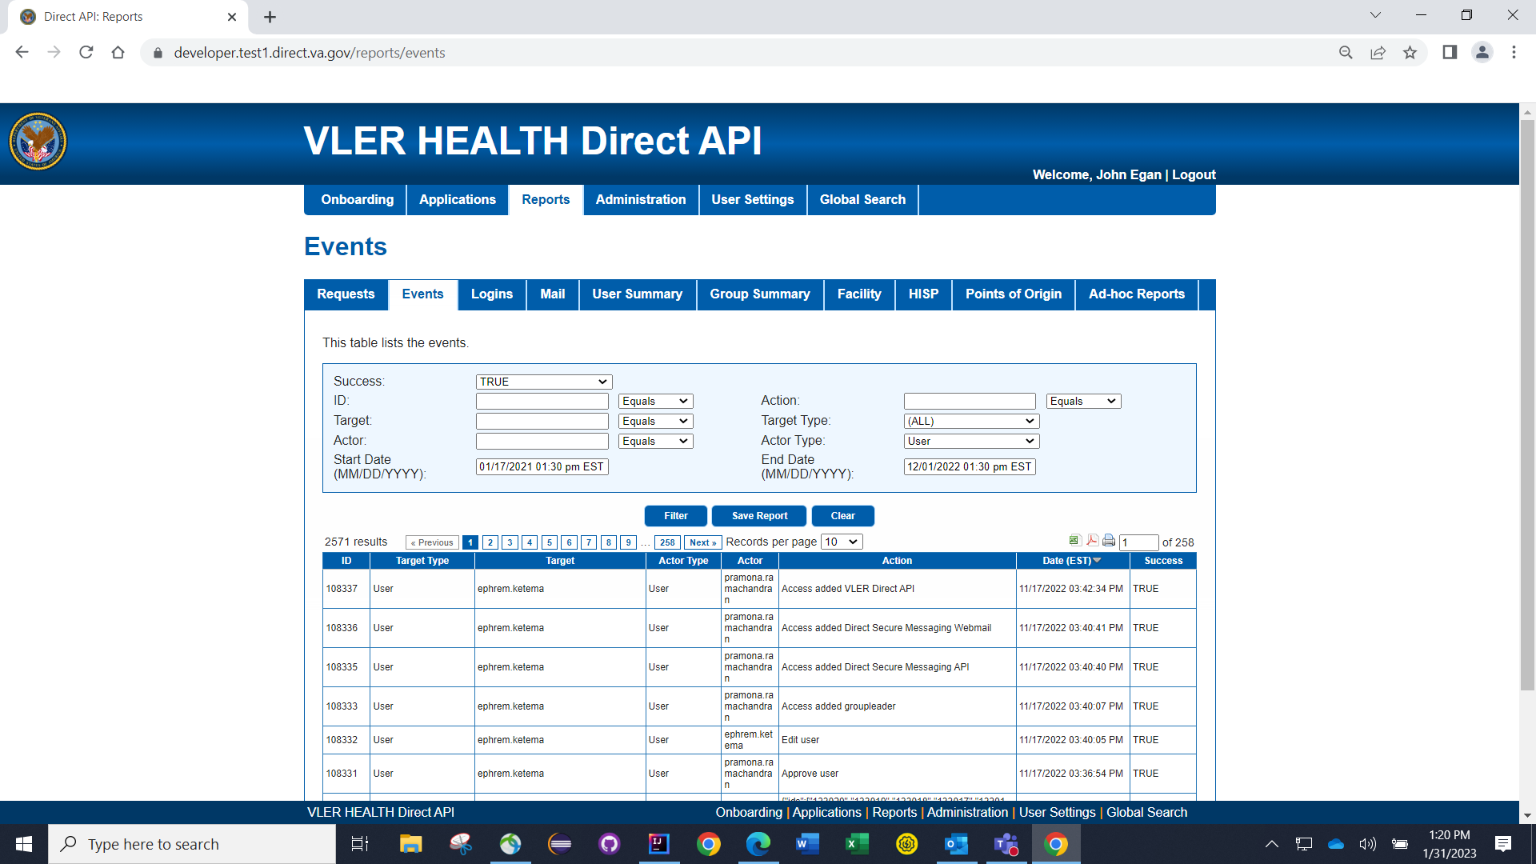 Direct API: Reports
developer.test1.direct.va.gov/reports/events
VLER HEALTH Direct API
Welcome, John Egan | Logout
Onboarding Applications Reports Administration User Settings Global Search
Events
Requests Events Logins Mail User Summary Group Summary Facility HISP Points of Origin Ad-hoc Reports
This table lists the events.
Success: TRUE
ID: Equals Action: Equals
Target: Equals Target Type: (ALL)
Actor: Equals Actor Type: User
Start Date (MM/DD/YYYY): 01/17/2021 01:30 pm EST End Date (MM/DD/YYYY): 12/01/2022 01:30 pm EST
Filter Save Report Clear
2571 results « Previous 1 2 3 4 5 6 7 8 9 ... 258 Next » Records per page 10 1 of 258
ID Target Type Target Actor Type Actor Action Date (EST) Success
108337 User ephrem.ketema User pramona.ramachandran Access added VLER Direct API 11/17/2022 03:42:34 PM TRUE
108336 User ephrem.ketema User pramona.ramachandran Access added Direct Secure Messaging Webmail 11/17/2022 03:40:41 PM TRUE
108335 User ephrem.ketema User pramona.ramachandran Access added Direct Secure Messaging API 11/17/2022 03:40:40 PM TRUE
108333 User ephrem.ketema User pramona.ramachandran Access added groupleader 11/17/2022 03:40:07 PM TRUE
108332 User ephrem.ketema User ephrem.ketema Edit user 11/17/2022 03:40:05 PM TRUE
108331 User ephrem.ketema User pramona.ramachandran Approve user 11/17/2022 03:36:54 PM TRUE
VLER HEALTH Direct API Onboarding | Applications | Reports | Administration | User Settings | Global Search
Type here to search
1:20 PM
1/31/2023